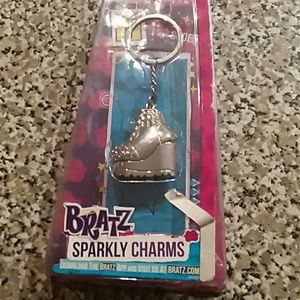 BRATZ
SPARKLY CHARMS
DOWNLOAD THE BRATZ APP AND VISIT US AT BRATZ.COM